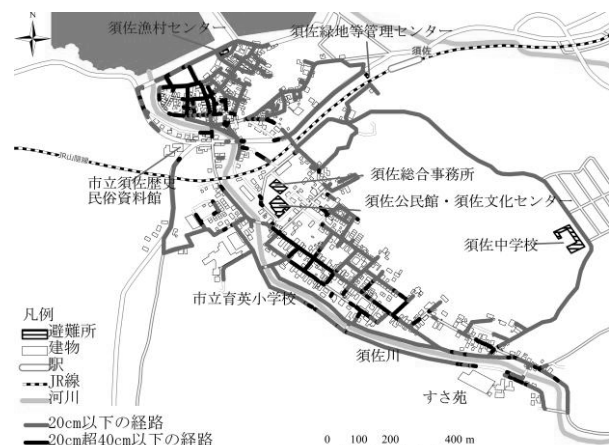 N
須佐漁村センター
須佐緑地等管理センター
須佐
JR山陰線
市立須佐歴史
民俗資料館
須佐総合事務所
須佐公民館・須佐文化センター
須佐中学校
市立育英小学校
須佐川
すさ苑
凡例
避難所
建物
駅
JR線
河川
20cm以下の経路
20cm超40cm以下の経路
0 100 200 400 m